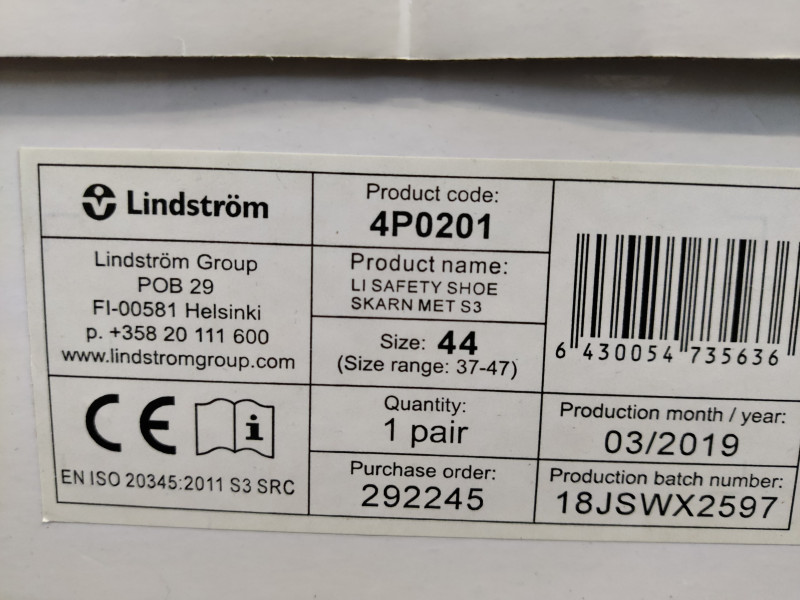 Lindström
Lindström Group
POB 29
FI-00581 Helsinki
p. +358 20 111 600
www.lindstromgroup.com
CE
i
EN ISO 20345:2011 S3 SRC
Product code:
4P0201
Product name:
LI SAFETY SHOE
SKARN MET S3
Size: 44
(Size range: 37-47)
Quantity:
1 pair
Purchase order:
292245
6 430054 735636
Production month / year:
03/2019
Production batch number:
18JSWX2597